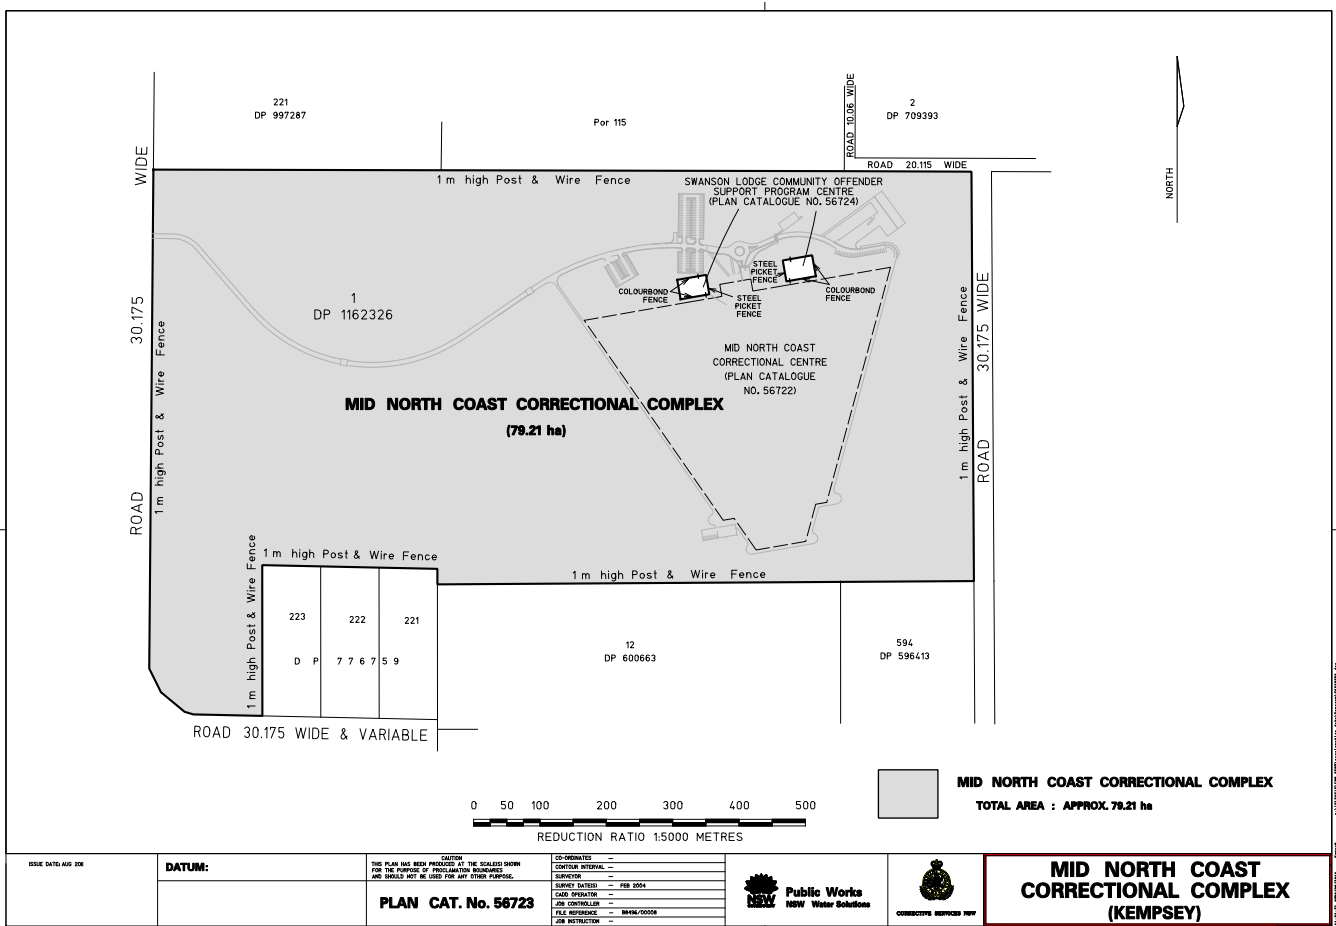 221
DP 997287
Por 115
ROAD 10.06 WIDE
2
DP 709393
ROAD 20.115 WIDE
NORTH
1 m high Post & Wire Fence
SWANSON LODGE COMMUNITY OFFENDER
SUPPORT PROGRAM CENTRE
(PLAN CATALOGUE NO. 56724)
ROAD 30.175 WIDE
1 m high Post & Wire Fence
1
DP 1162326
COLOURBOND
FENCE
STEEL
PICKET
FENCE
STEEL
PICKET
FENCE
COLOURBOND
FENCE
MID NORTH COAST
CORRECTIONAL CENTRE
(PLAN CATALOGUE
NO. 56722)
MID NORTH COAST CORRECTIONAL COMPLEX
(79.21 ha)
1 m high Post & Wire Fence
ROAD 30.175 WIDE
1 m high Post & Wire Fence
1 m high Post & Wire Fence
1 m high Post & Wire Fence
223
222
221
D P 7 7 6 7 5 9
12
DP 600663
594
DP 596413
ROAD 30.175 WIDE & VARIABLE
MID NORTH COAST CORRECTIONAL COMPLEX
TOTAL AREA : APPROX. 79.21 ha
0 50 100 200 300 400 500
REDUCTION RATIO 1:5000 METRES
DATUM:
CAUTION
THIS PLAN HAS BEEN PRODUCED AT THE SCALE(S) SHOWN
FOR THE PURPOSE OF PROCLAMATION BOUNDARIES
AND SHOULD NOT BE USED FOR ANY OTHER PURPOSE.
PLAN CAT. No. 56723
CO-ORDINATES –
CONTOUR INTERVAL –
SURVEYOR –
SURVEY DATE(S) – FEB 2004
CADD OPERATOR –
JOB CONTROLLER –
FILE REFERENCE –
JOB INSTRUCTION –
NSW
Public Works
NSW Water Solutions
CORRECTIVE SERVICES NSW
MID NORTH COAST
CORRECTIONAL COMPLEX
(KEMPSEY)